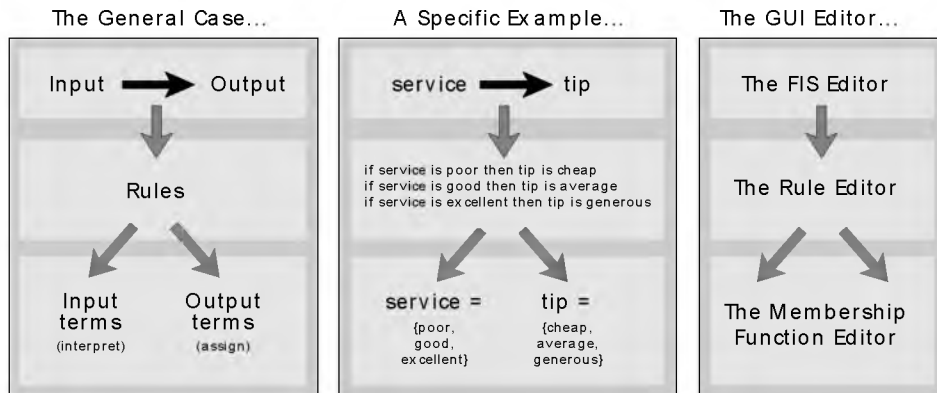 The General Case...
Input
Output
Rules
Input
terms
(interpret)
Output
terms
(assign)
A Specific Example...
service
tip
if service is poor then tip is cheap
if service is good then tip is average
if service is excellent then tip is generous
service =
{poor,
good,
excellent}
tip =
{cheap,
average,
generous}
The GUI Editor...
The FIS Editor
The Rule Editor
The Membership
Function Editor